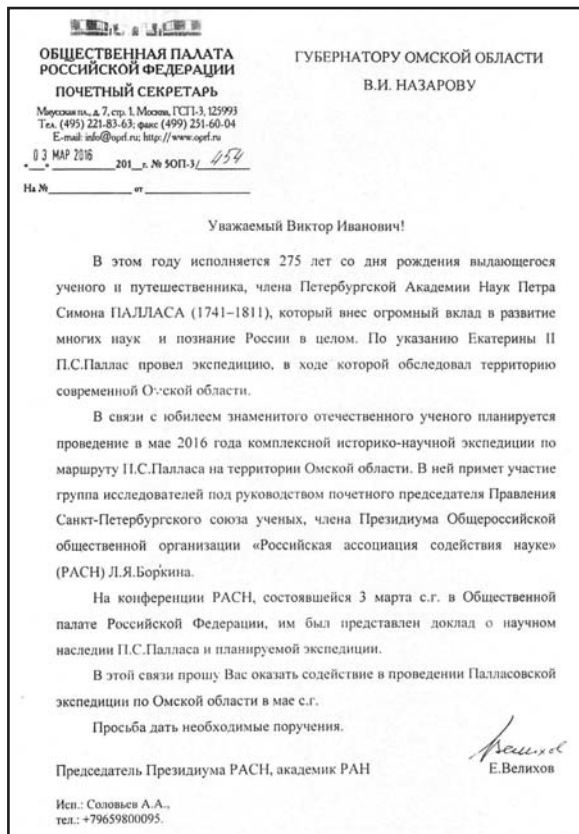 ОБЩЕСТВЕННАЯ ПАЛАТА
РОССИЙСКОЙ ФЕДЕРАЦИИ
ПОЧЕТНЫЙ СЕКРЕТАРЬ
Миусская пл., д. 7, стр. 1, Москва, ГСП-3, 125993
Тел. (495) 221-83-63; факс (499) 251-60-04
E-mail: info@oprf.ru; http://www.oprf.ru
03 МАР 2016
"__" ________ 201__г. № 5ОП-3/ 454
На № __________ от __________
ГУБЕРНАТОРУ ОМСКОЙ ОБЛАСТИ
В.И. НАЗАРОВУ
Уважаемый Виктор Иванович!
В этом году исполняется 275 лет со дня рождения выдающегося
ученого и путешественника, члена Петербургской Академии Наук Петра
Симона ПАЛЛАСА (1741–1811), который внес огромный вклад в развитие
многих наук и познание России в целом. По указанию Екатерины II
П.С.Паллас провел экспедицию, в ходе которой обследовал территорию
современной Омской области.
В связи с юбилеем знаменитого отечественного ученого планируется
проведение в мае 2016 года комплексной историко-научной экспедиции по
маршруту П.С.Палласа на территории Омской области. В ней примет участие
группа исследователей под руководством почетного председателя Правления
Санкт-Петербургского союза ученых, члена Президиума Общероссийской
общественной организации «Российская ассоциация содействия науке»
(РАСН) Л.Я.Боркина.
На конференции РАСН, состоявшейся 3 марта с.г. в Общественной
палате Российской Федерации, им был представлен доклад о научном
наследии П.С.Палласа и планируемой экспедиции.
В этой связи прошу Вас оказать содействие в проведении Палласовской
экспедиции по Омской области в мае с.г.
Просьба дать необходимые поручения.
Велихов
Председатель Президиума РАСН, академик РАН Е.Велихов
Исп.: Соловьев А.А.,
тел.: +79659800095.